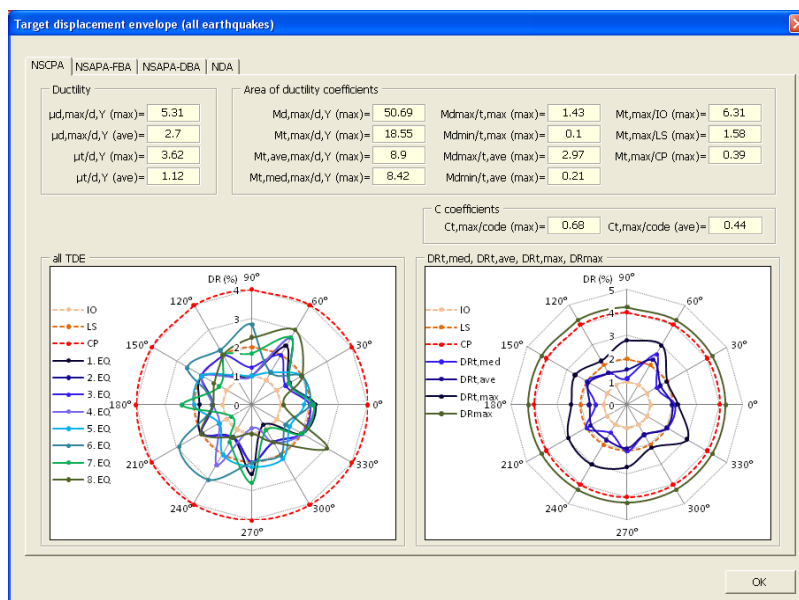 Target displacement envelope (all earthquakes)
NSCPA NSAPA-FBA NSAPA-DBA NDA
Ductility
μd,max/d,Y (max)= 5.31
μd,max/d,Y (ave)= 2.7
μt/d,Y (max)= 3.62
μt/d,Y (ave)= 1.12
Area of ductility coefficients
Md,max/d,Y (max)= 50.69
Mt,max/d,Y (max)= 18.55
Mt,ave,max/d,Y (max)= 8.9
Mt,med,max/d,Y (max)= 8.42
Mdmax/t,max (max)= 1.43
Mdmin/t,max (max)= 0.1
Mdmax/t,ave (max)= 2.97
Mdmin/t,ave (max)= 0.21
Mt,max/IO (max)= 6.31
Mt,max/LS (max)= 1.58
Mt,max/CP (max)= 0.39
C coefficients
Ct,max/code (max)= 0.68 Ct,max/code (ave)= 0.44
all TDE
DR (%) 90°
120° 60°
150° 30°
180° 0°
210° 330°
240° 300°
270°
4
3
2
1
0
IO
LS
CP
1. EQ
2. EQ
3. EQ
4. EQ
5. EQ
6. EQ
7. EQ
8. EQ
DRt,med, DRt,ave, DRt,max, DRmax
DR (%) 90°
120° 60°
150° 30°
180° 0°
210° 330°
240° 300°
270°
5
4
3
2
1
0
IO
LS
CP
DRt,med
DRt,ave
DRt,max
DRmax
OK